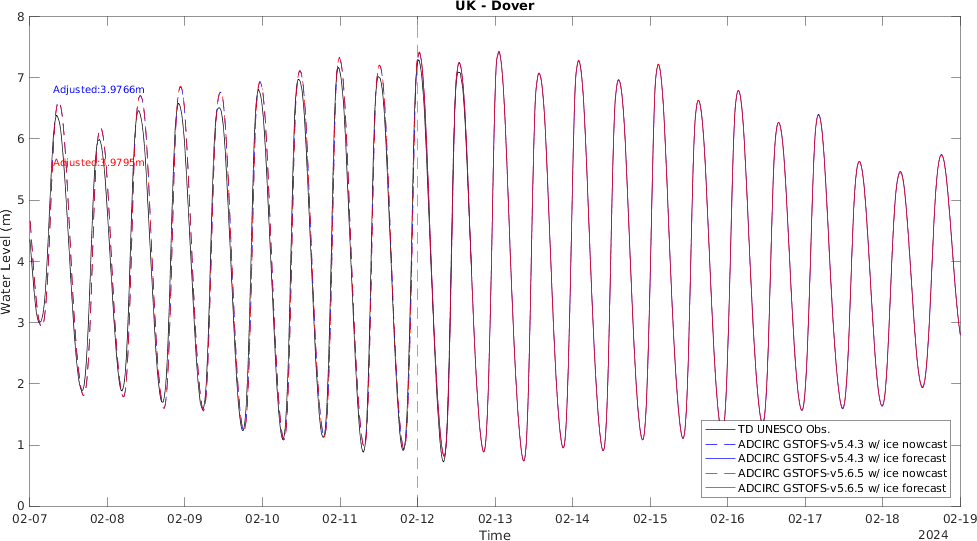 UK - Dover
8
7
6
5
4
3
2
1
0
Water Level (m)
Adjusted:3.9766m
Adjusted:3.9795m
TD UNESCO Obs.
ADCIRC GSTOFS-v5.4.3 w/ ice nowcast
ADCIRC GSTOFS-v5.4.3 w/ ice forecast
ADCIRC GSTOFS-v5.6.5 w/ ice nowcast
ADCIRC GSTOFS-v5.6.5 w/ ice forecast
02-07 02-08 02-09 02-10 02-11 02-12 02-13 02-14 02-15 02-16 02-17 02-18 02-19
Time
2024